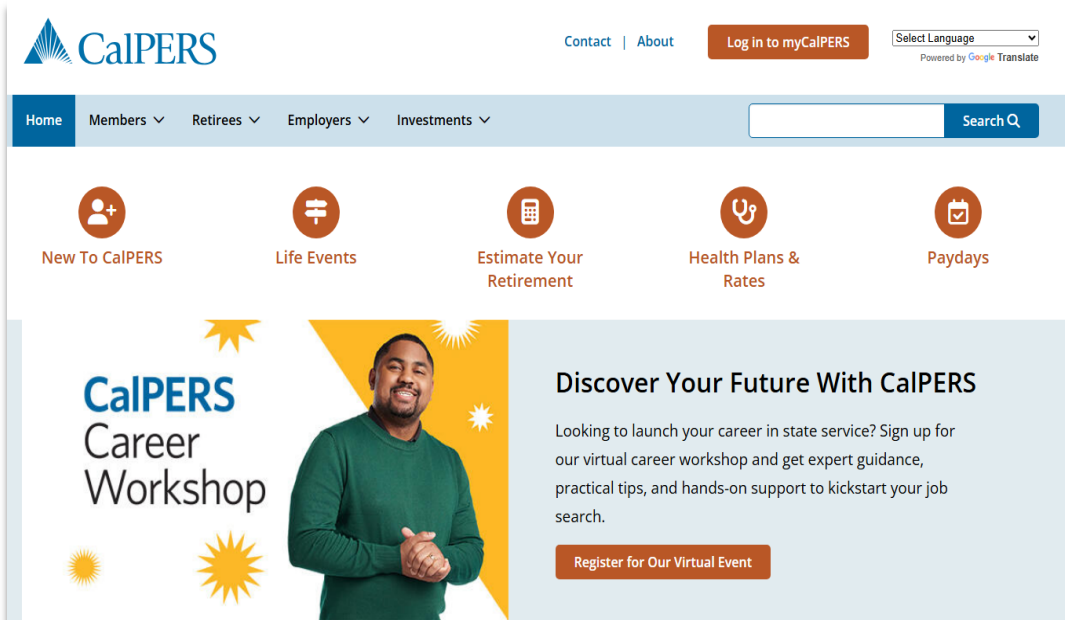 CalPERS
Contact | About
Log in to myCalPERS
Select Language
Powered by Google Translate
Home Members Retirees Employers Investments
Search
New To CalPERS
Life Events
Estimate Your
Retirement
Health Plans &
Rates
Paydays
CalPERS
Career
Workshop
Discover Your Future With CalPERS
Looking to launch your career in state service? Sign up for
our virtual career workshop and get expert guidance,
practical tips, and hands-on support to kickstart your job
search.
Register for Our Virtual Event